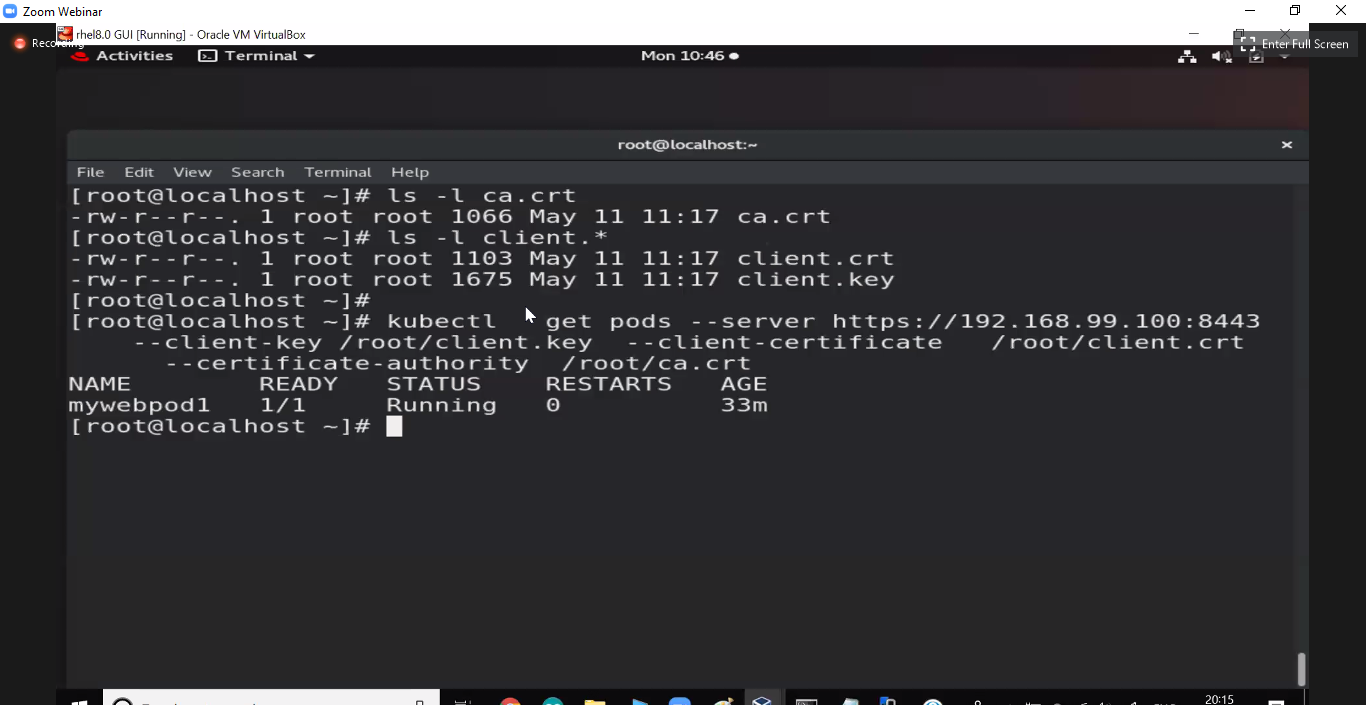 Zoom Webinar
rhel8.0 GUI [Running] - Oracle VM VirtualBox
Recording
Enter Full Screen
Activities Terminal Mon 10:46
root@localhost:~
File Edit View Search Terminal Help
[root@localhost ~]# ls -l ca.crt
-rw-r--r--. 1 root root 1066 May 11 11:17 ca.crt
[root@localhost ~]# ls -l client.*
-rw-r--r--. 1 root root 1103 May 11 11:17 client.crt
-rw-r--r--. 1 root root 1675 May 11 11:17 client.key
[root@localhost ~]#
[root@localhost ~]# kubectl get pods --server https://192.168.99.100:8443
--client-key /root/client.key --client-certificate /root/client.crt
--certificate-authority /root/ca.crt
NAME READY STATUS RESTARTS AGE
mywebpod1 1/1 Running 0 33m
[root@localhost ~]#
20:15